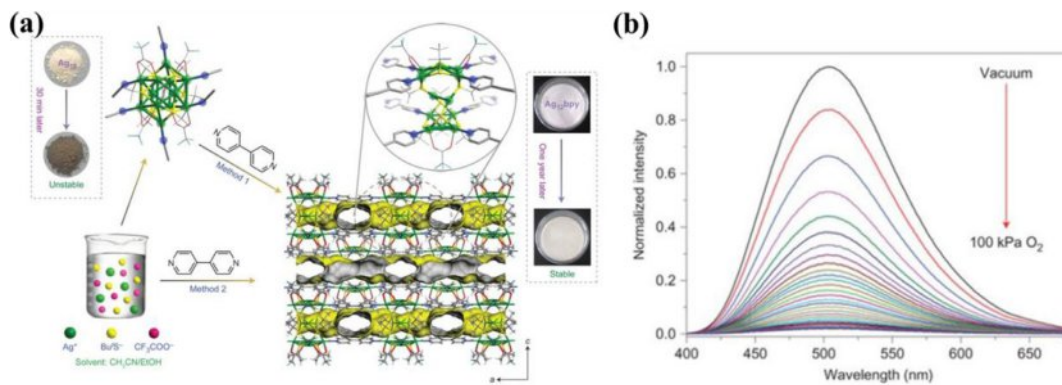 (a)
Ag12
30 min later
Unstable
N
N
Method 1
Ag12bpy
One year later
Stable
N
N
Method 2
Ag⁺
BuᵗS⁻
CF₃COO⁻
Solvent: CH₃CN/EtOH
c
a
(b)
Normalized intensity
1.0
0.8
0.6
0.4
0.2
0.0
Vacuum
100 kPa O₂
400
450
500
550
600
650
Wavelength (nm)